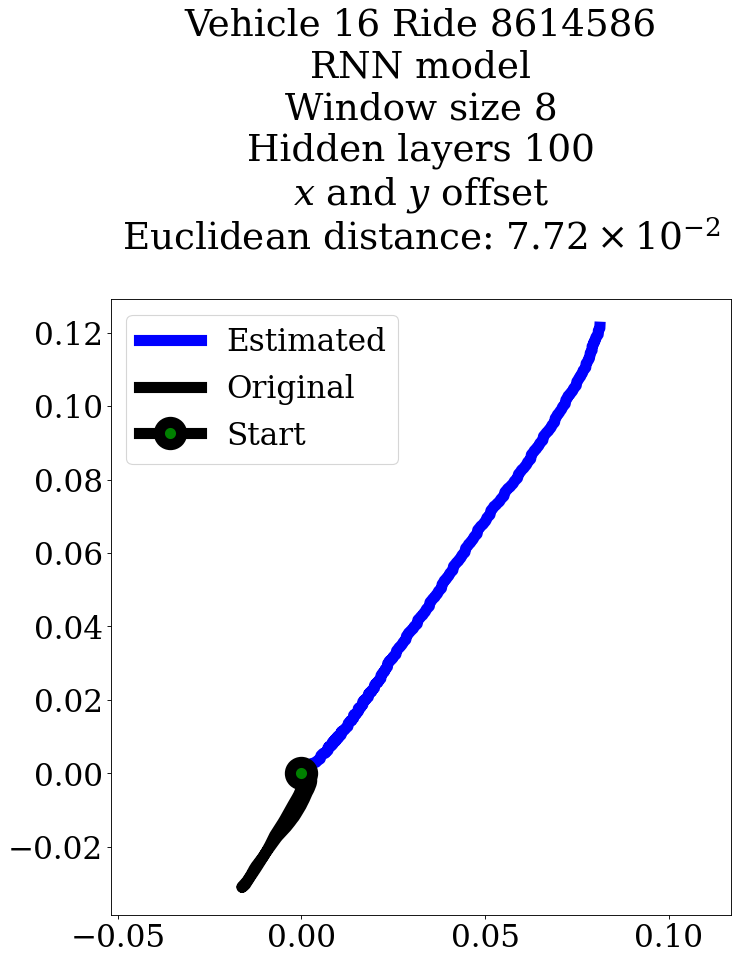 Vehicle 16 Ride 8614586
RNN model
Window size 8
Hidden layers 100
x and y offset
Euclidean distance: 7.72 × 10⁻²
Estimated
Original
Start
0.12
0.10
0.08
0.06
0.04
0.02
0.00
−0.02
−0.05 0.00 0.05 0.10